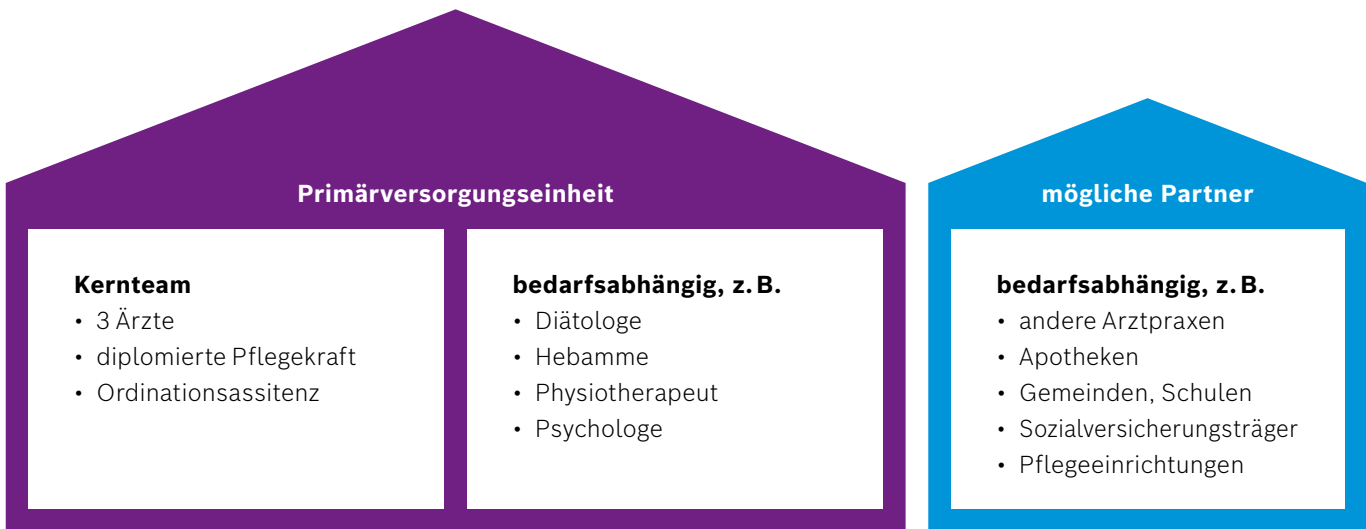 Primärversorgungseinheit
Kernteam
• 3 Ärzte
• diplomierte Pflegekraft
• Ordinationsassitenz
bedarfsabhängig, z. B.
• Diätologe
• Hebamme
• Physiotherapeut
• Psychologe
mögliche Partner
bedarfsabhängig, z. B.
• andere Arztpraxen
• Apotheken
• Gemeinden, Schulen
• Sozialversicherungsträger
• Pflegeeinrichtungen